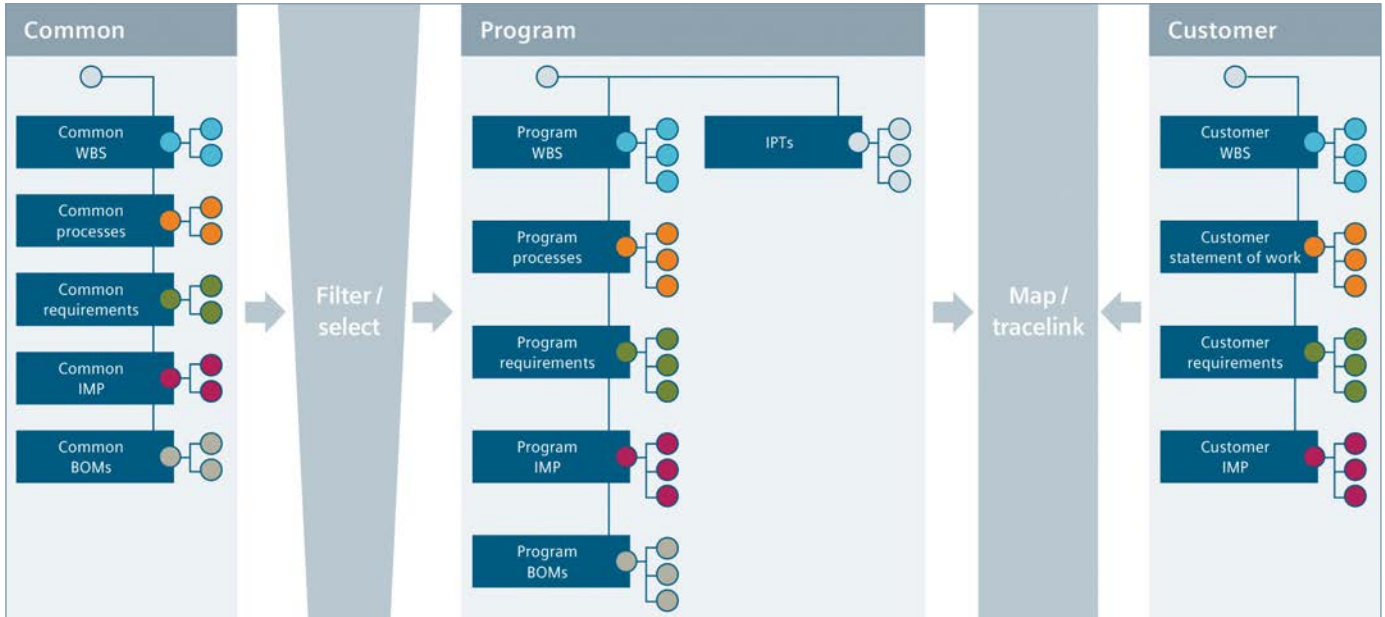 Common
Common
WBS
Common
processes
Common
requirements
Common
IMP
Common
BOMs
Filter /
select
Program
Program
WBS
IPTs
Program
processes
Program
requirements
Program
IMP
Program
BOMs
Map /
tracelink
Customer
Customer
WBS
Customer
statement of work
Customer
requirements
Customer
IMP